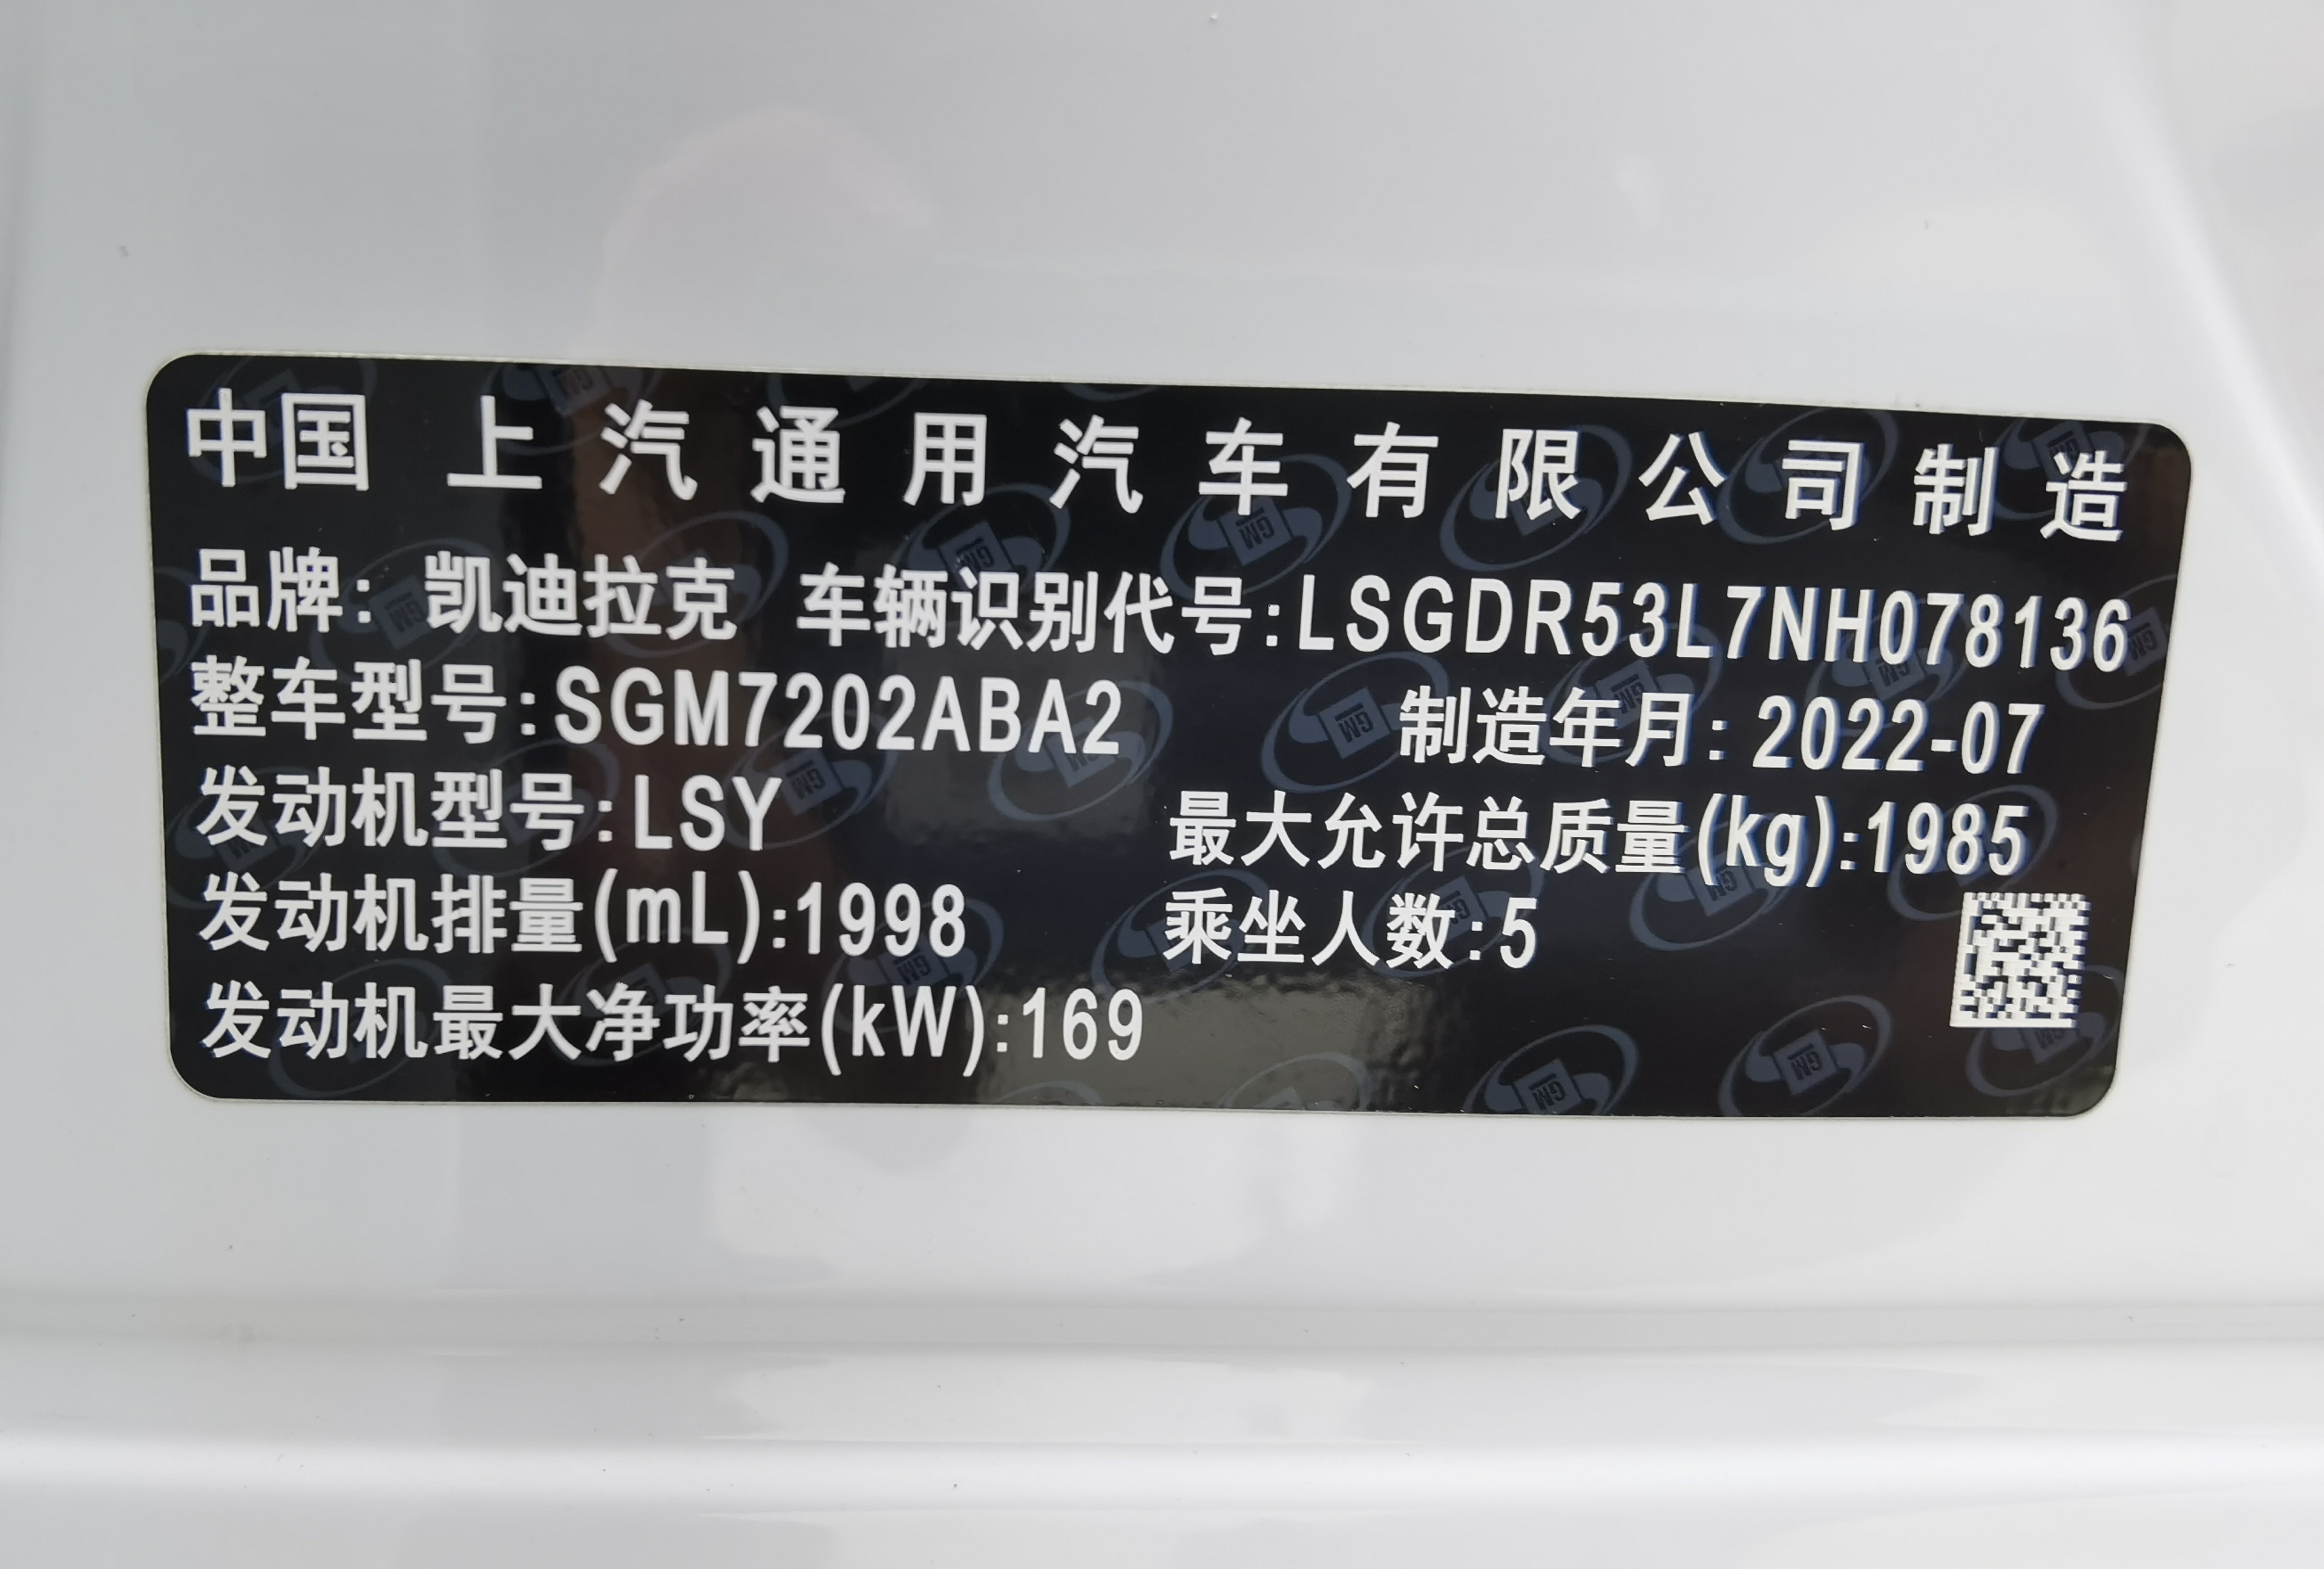 中国 上汽通用汽车有限公司制造
品牌: 凯迪拉克 车辆识别代号:LSGDR53L7NH078136
整车型号:SGM7202ABA2 制造年月: 2022-07
发动机型号:LSY 最大允许总质量(kg):1985
发动机排量(mL):1998 乘坐人数:5
发动机最大净功率(kW):169